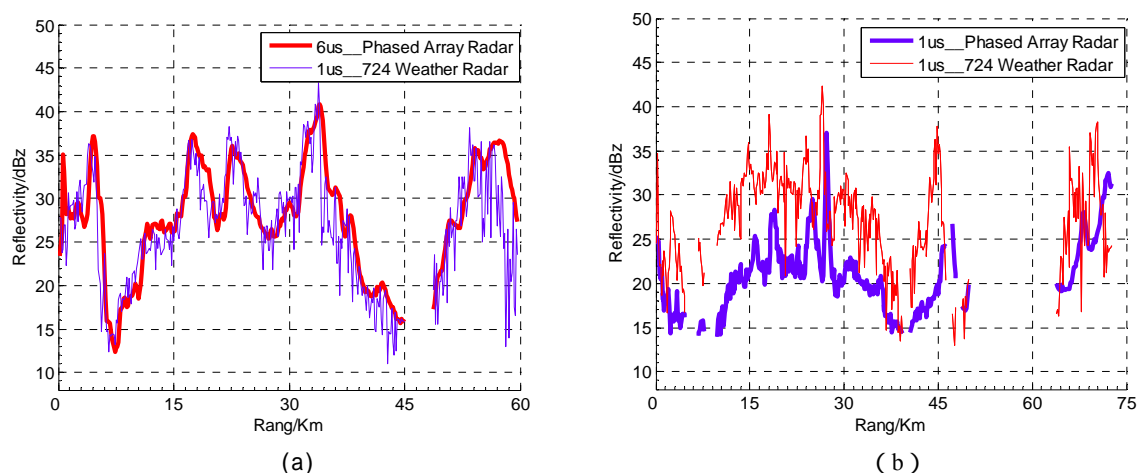 50
45
40
35
30
25
20
15
10
Reflectivity/dBz
0 15 30 45 60
Rang/Km
6us__Phased Array Radar
1us__724 Weather Radar
(a)
50
45
40
35
30
25
20
15
10
Reflectivity/dBz
0 15 30 45 60 75
Rang/Km
1us__Phased Array Radar
1us__724 Weather Radar
(b)